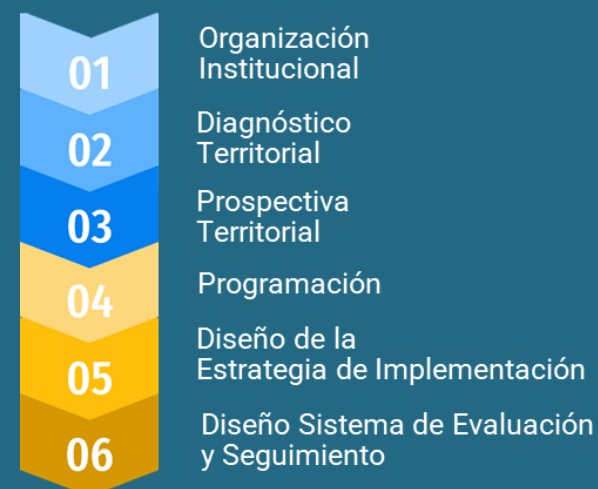 01
Organización
Institucional
02
Diagnóstico
Territorial
03
Prospectiva
Territorial
04
Programación
05
Diseño de la
Estrategia de Implementación
06
Diseño Sistema de Evaluación
y Seguimiento